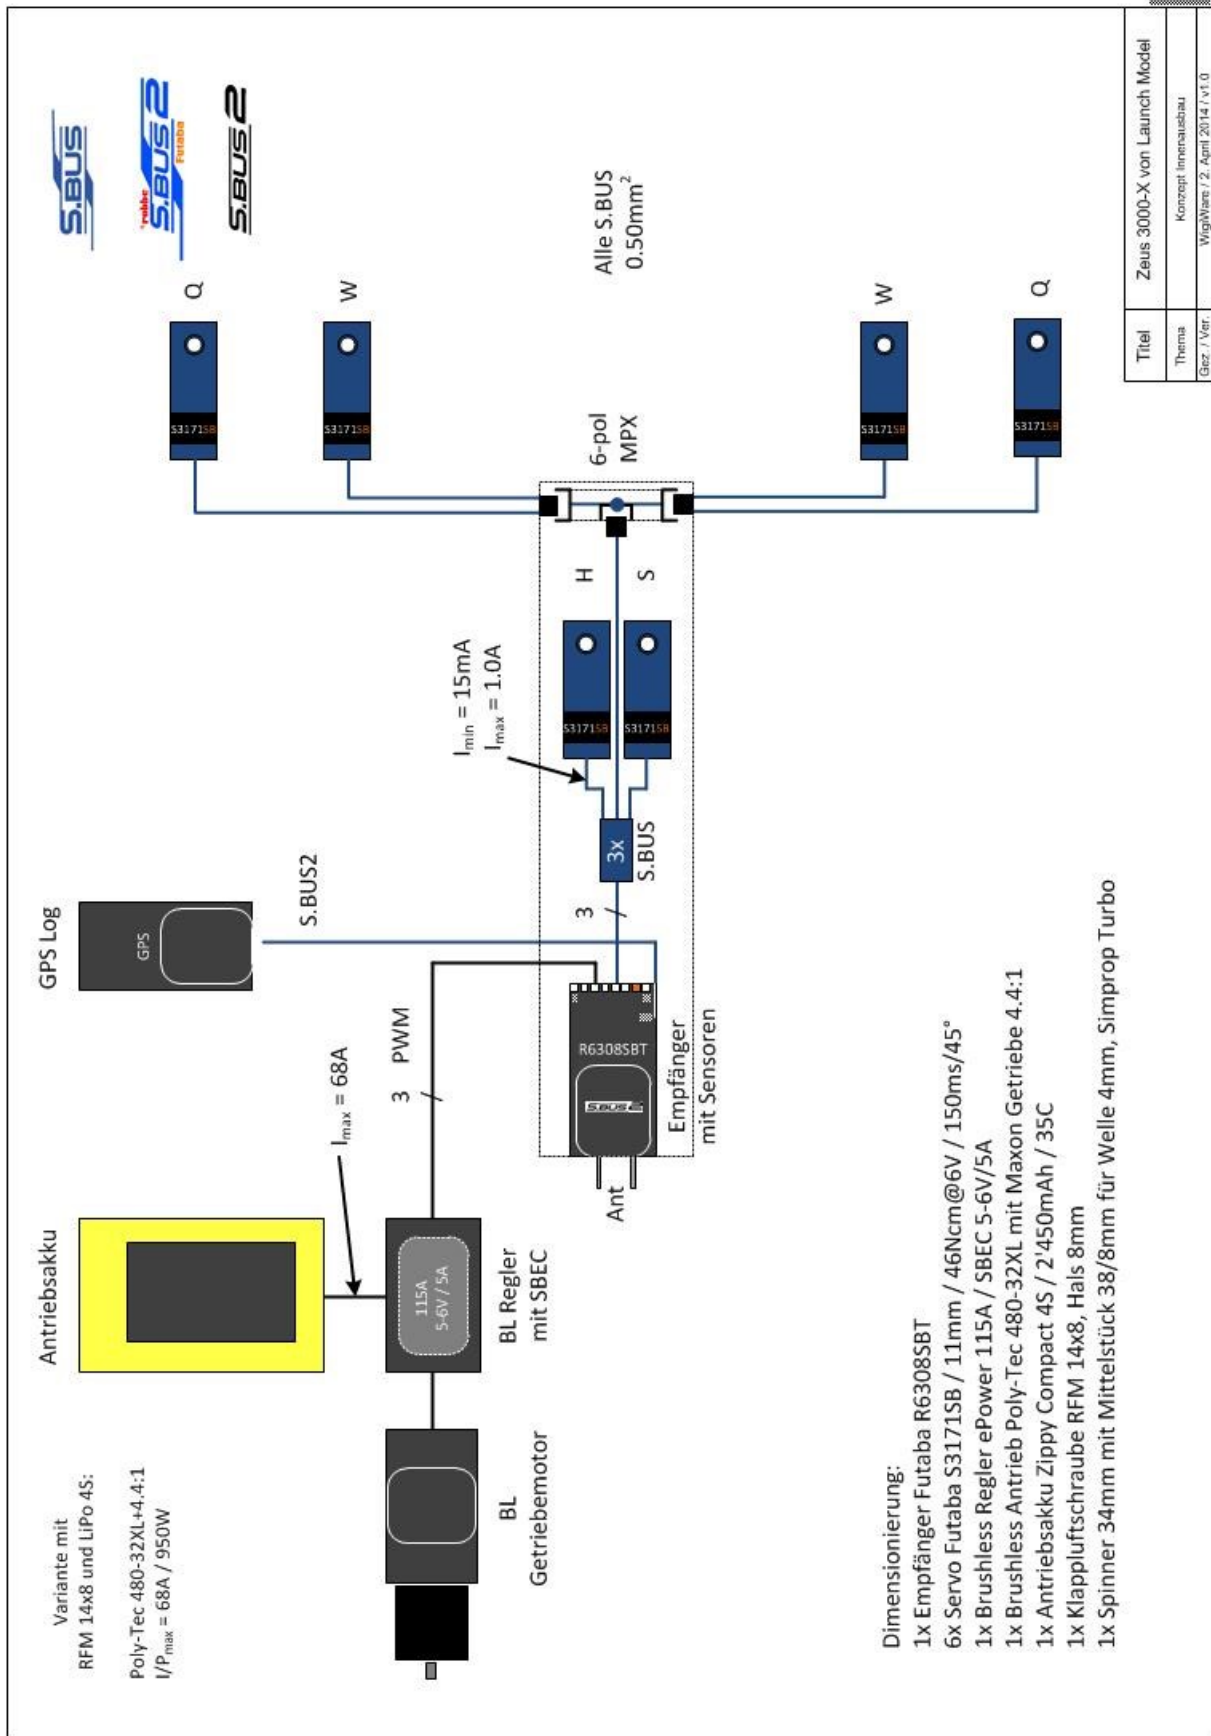 Variante mit
RFM 14x8 und LiPo 4S:
Poly-Tec 480-32XL+4.4:1
I/Pmax = 68A / 950W
Antriebsakku
GPS Log
GPS
S.BUS
robbe
S.BUS2
Futaba
S.BUS2
Imax = 68A
S.BUS2
BL
Getriebemotor
115A
5-6V / 5A
BL Regler
mit SBEC
3
PWM
Imin = 15mA
Imax = 1.0A
S3171SB
Q
S3171SB
W
Ant
S.BUS2
R6308SBT
Empfänger
mit Sensoren
3
3x
S.BUS
S3171SB
H
S3171SB
S
6-pol
MPX
Alle S.BUS
0.50mm²
S3171SB
W
S3171SB
Q
Dimensionierung:
1x Empfänger Futaba R6308SBT
6x Servo Futaba S3171SB / 11mm / 46Ncm@6V / 150ms/45°
1x Brushless Regler ePower 115A / SBEC 5-6V/5A
1x Brushless Antrieb Poly-Tec 480-32XL mit Maxon Getriebe 4.4:1
1x Antriebsakku Zippy Compact 4S / 2'450mAh / 35C
1x Klappluftschraube RFM 14x8, Hals 8mm
1x Spinner 34mm mit Mittelstück 38/8mm für Welle 4mm, Simprop Turbo
Titel Zeus 3000-X von Launch Model
Thema Konzept Innenausbau
Gez. / Ver. WigiWare / 2. April 2014 / v1.0